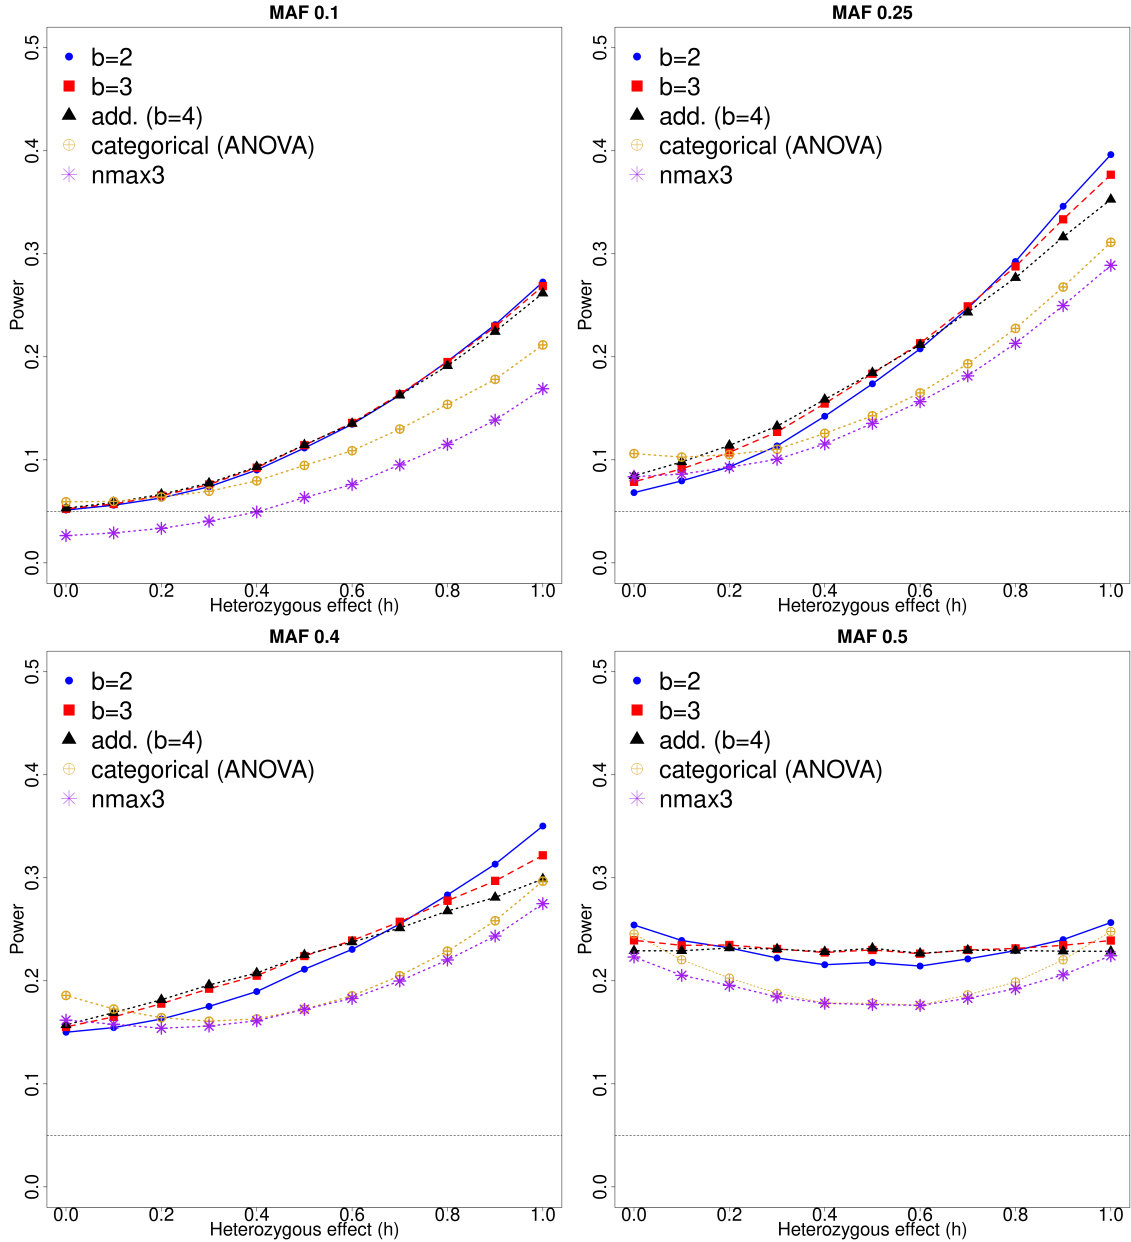 MAF 0.1
0.5
0.4
0.3
0.2
0.1
0.0
Power
b=2
b=3
add. (b=4)
categorical (ANOVA)
nmax3
0.0 0.2 0.4 0.6 0.8 1.0
Heterozygous effect (h)
MAF 0.25
0.5
0.4
0.3
0.2
0.1
0.0
Power
b=2
b=3
add. (b=4)
categorical (ANOVA)
nmax3
0.0 0.2 0.4 0.6 0.8 1.0
Heterozygous effect (h)
MAF 0.4
0.5
0.4
0.3
0.2
0.1
0.0
Power
b=2
b=3
add. (b=4)
categorical (ANOVA)
nmax3
0.0 0.2 0.4 0.6 0.8 1.0
Heterozygous effect (h)
MAF 0.5
0.5
0.4
0.3
0.2
0.1
0.0
Power
b=2
b=3
add. (b=4)
categorical (ANOVA)
nmax3
0.0 0.2 0.4 0.6 0.8 1.0
Heterozygous effect (h)